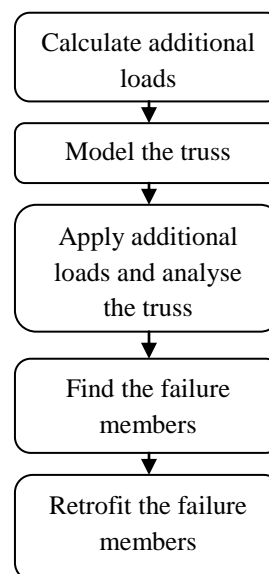 Calculate additional
loads
Model the truss
Apply additional
loads and analyse
the truss
Find the failure
members
Retrofit the failure
members